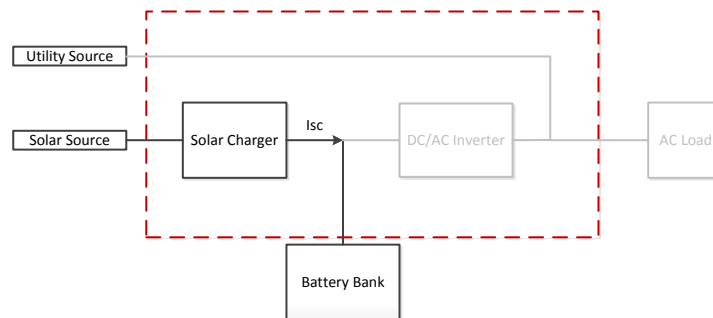 Utility Source
Solar Source
Solar Charger
Isc
DC/AC Inverter
AC Load
Battery Bank